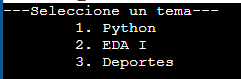 ---Seleccione un tema---
1. Python
2. EDA I
3. Deportes